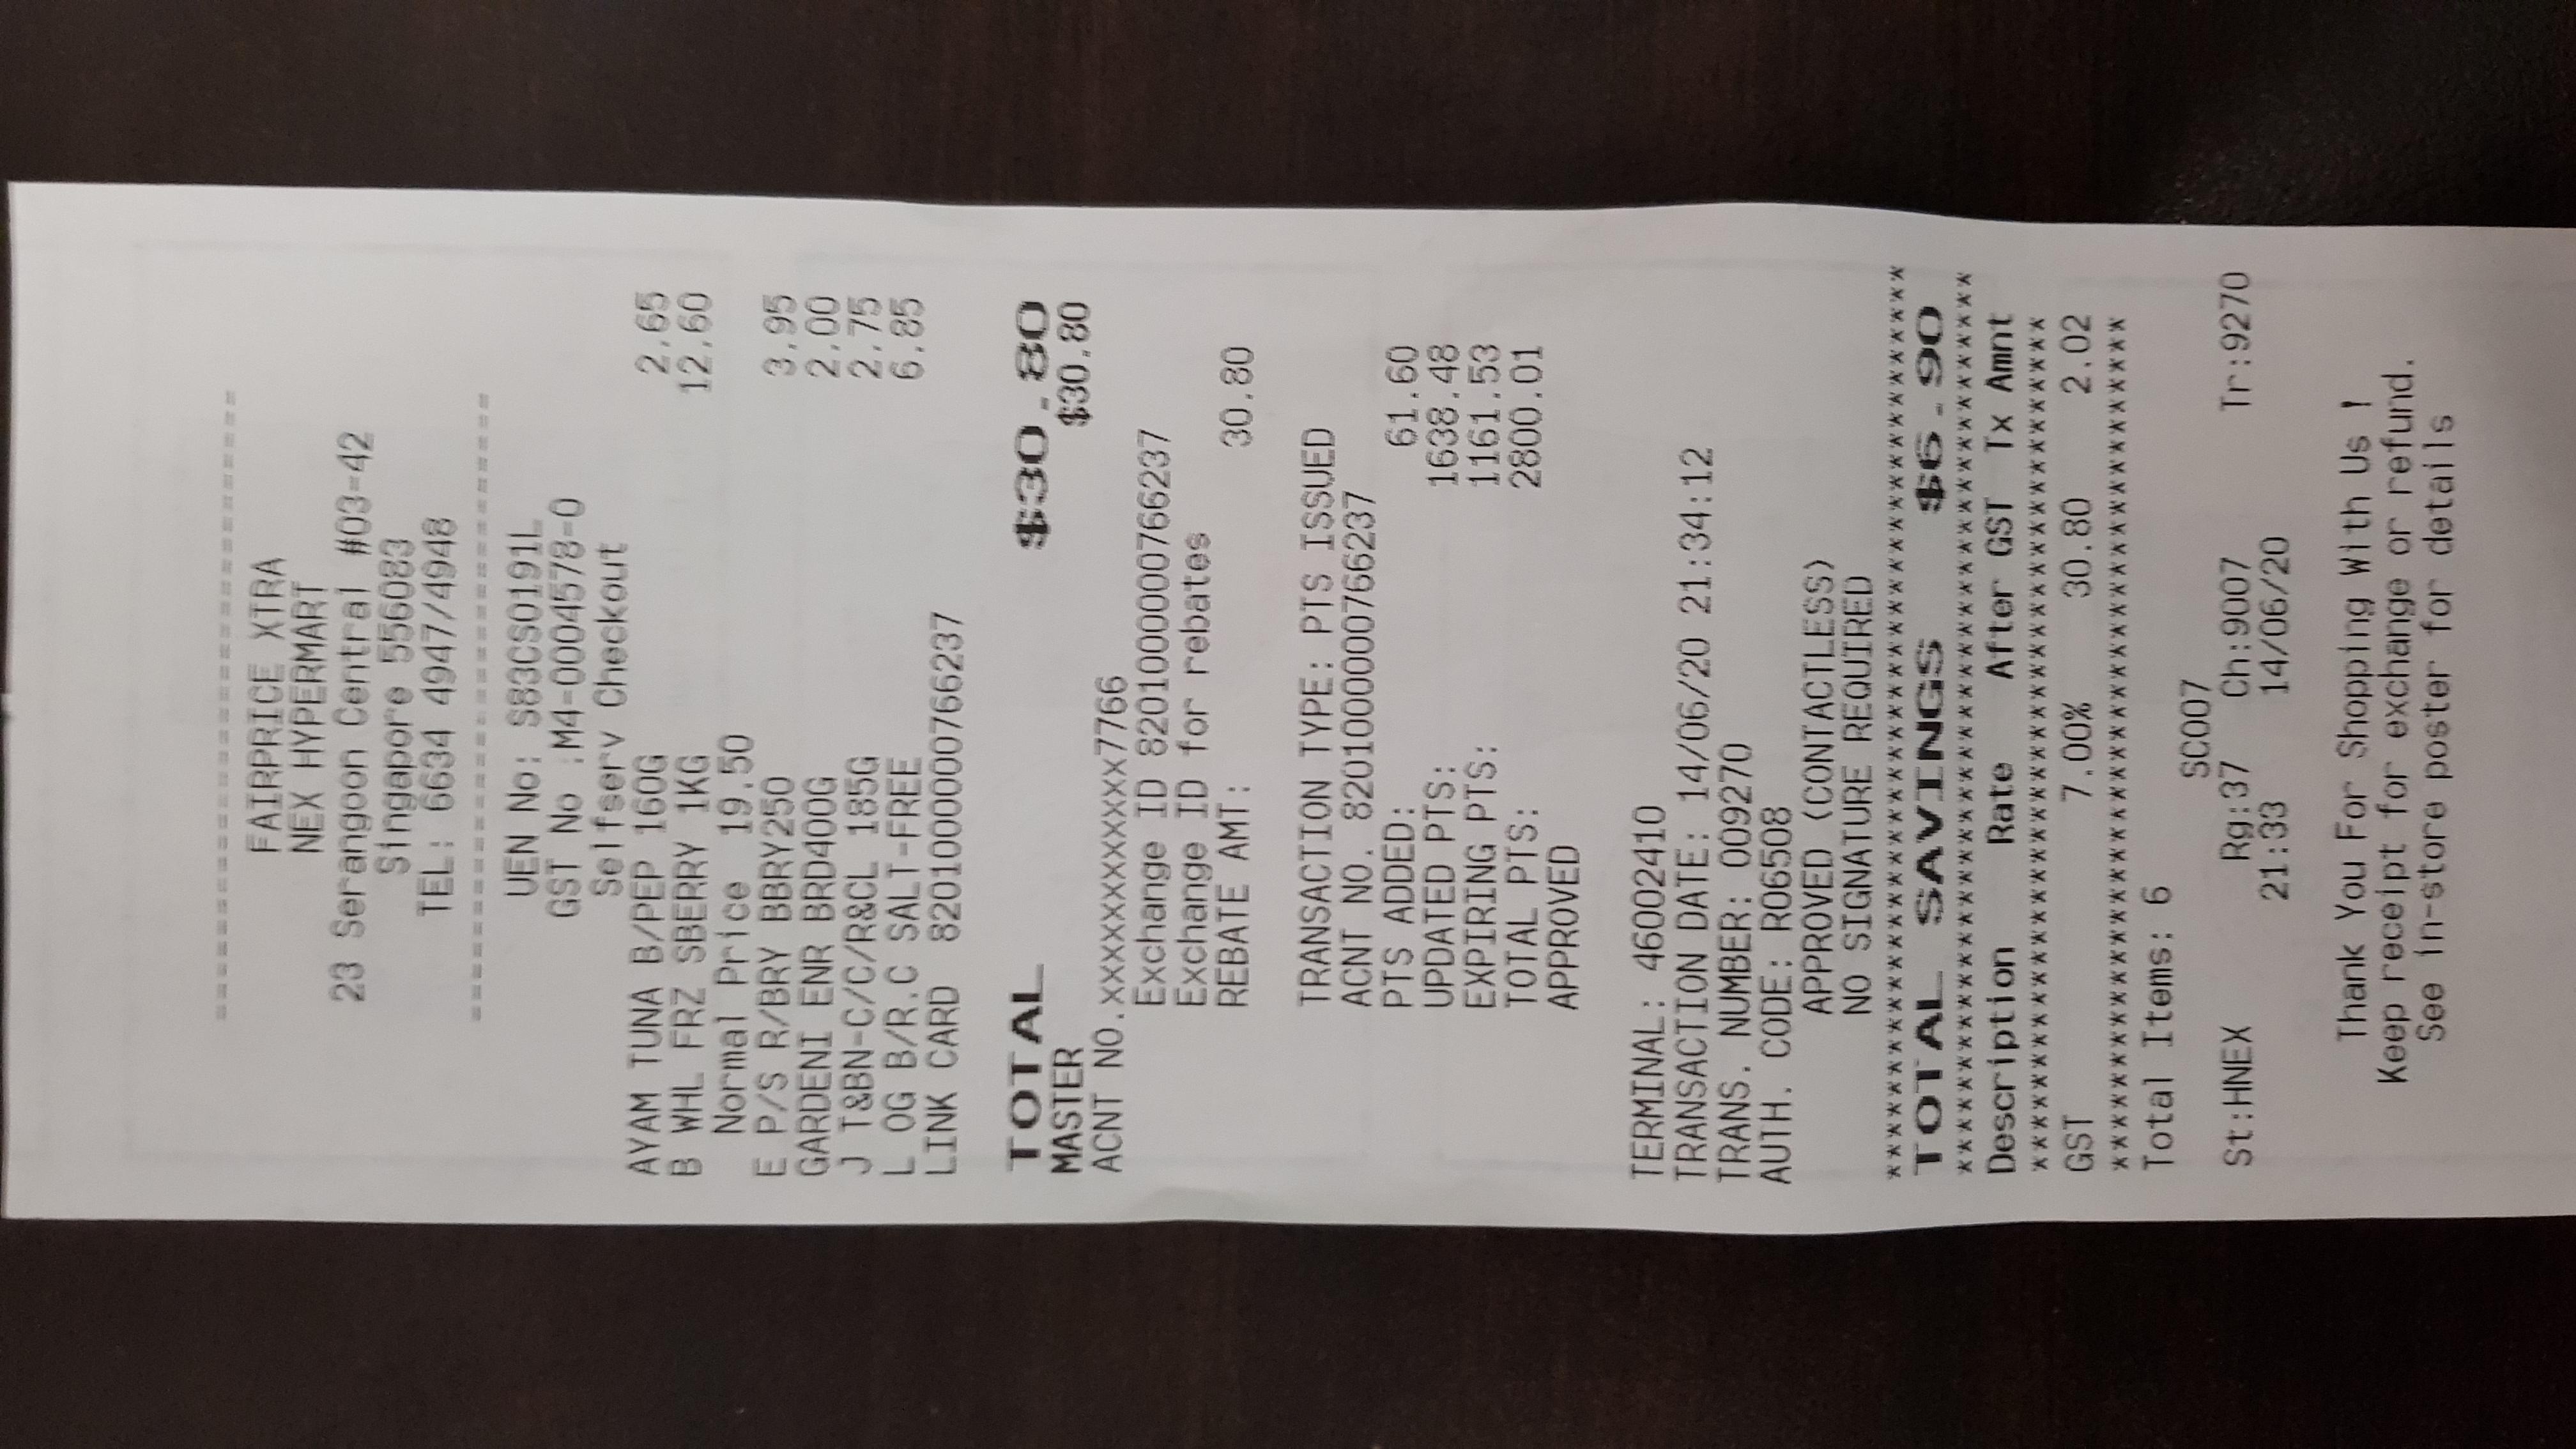 ===============================
FAIRPRICE XTRA
NEX HYPERMART
23 Serangoon Central #03-42
Singapore 556083
TEL: 6634 4947/4948
===============================
UEN No: S83CS0191L
GST No :M4-0004578-0
Selfserv Checkout
AYAM TUNA B/PEP 160G 2.65
B WHL FRZ SBERRY 1KG 12.60
Normal Price 19.50
E P/S R/BRY BBRY250 3.95
GARDENI ENR BRD400G 2.00
J T&BN-C/C/R&CL 185G 2.75
L OG B/R.C SALT-FREE 6.85
LINK CARD 8201000000766237
TOTAL $30.80
MASTER $30.80
ACNT NO.XXXXXXXXXXXX7766
Exchange ID 8201000000766237
Exchange ID for rebates
REBATE AMT: 30.80
TRANSACTION TYPE: PTS ISSUED
ACNT NO. 8201000000766237
PTS ADDED: 61.60
UPDATED PTS: 1638.48
EXPIRING PTS: 1161.53
TOTAL PTS: 2800.01
APPROVED
TERMINAL: 46002410
TRANSACTION DATE: 14/06/20 21:34:12
TRANS. NUMBER: 009270
AUTH. CODE: R06508
APPROVED (CONTACTLESS)
NO SIGNATURE REQUIRED
******************************************
TOTAL SAVINGS $6.90
******************************************
Description Rate After GST Tx Amnt
****************************************
GST 7.00% 30.80 2.02
****************************************
Total Items: 6
SC007
St:HNEX Rg:37 Ch:9007 Tr:9270
21:33 14/06/20
Thank You For Shopping With Us !
Keep receipt for exchange or refund.
See in-store poster for details